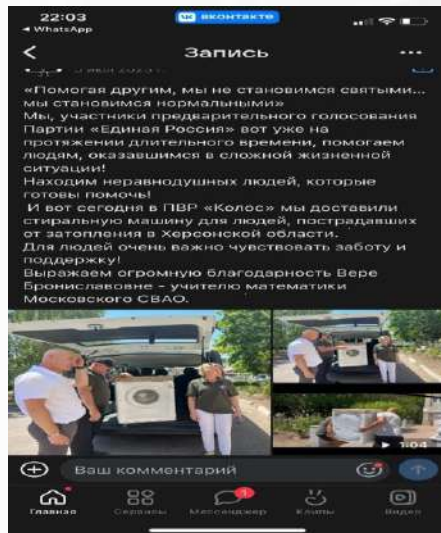 22:03
ВКОНТАКТЕ
◂ WhatsApp
Запись
«Помогая другим, мы не становимся святыми...
мы становимся нормальными»
Мы, участники предварительного голосования
Партии «Единая Россия» вот уже на
протяжении длительного времени, помогаем
людям, оказавшимся в сложной жизненной
ситуации!
Находим неравнодушных людей, которые
готовы помочь!
И вот сегодня в ПВР «Колос» мы доставили
стиральную машину для людей, пострадавших
от затопления в Херсонской области.
Для людей очень важно чувствовать заботу и
поддержку!
Выражаем огромную благодарность Вере
Брониславовне - учителю математики
Московского СВАО.
1:04
Ваш комментарий
Главная
Сервисы
Мессенджер
Клипы
Видео